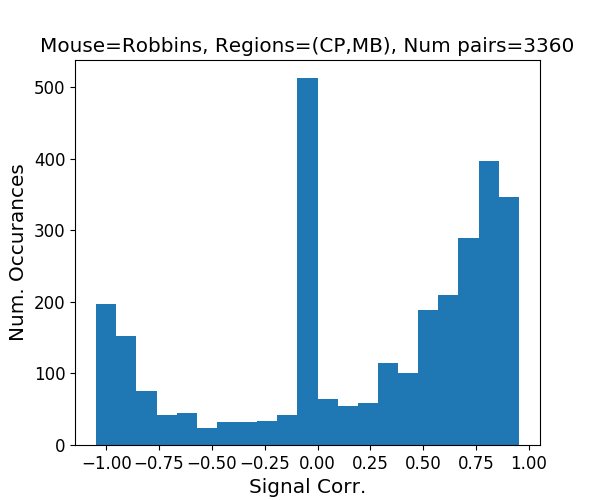 Mouse=Robbins, Regions=(CP,MB), Num pairs=3360
Num. Occurances
500
400
300
200
100
0
−1.00 −0.75 −0.50 −0.25 0.00 0.25 0.50 0.75 1.00
Signal Corr.